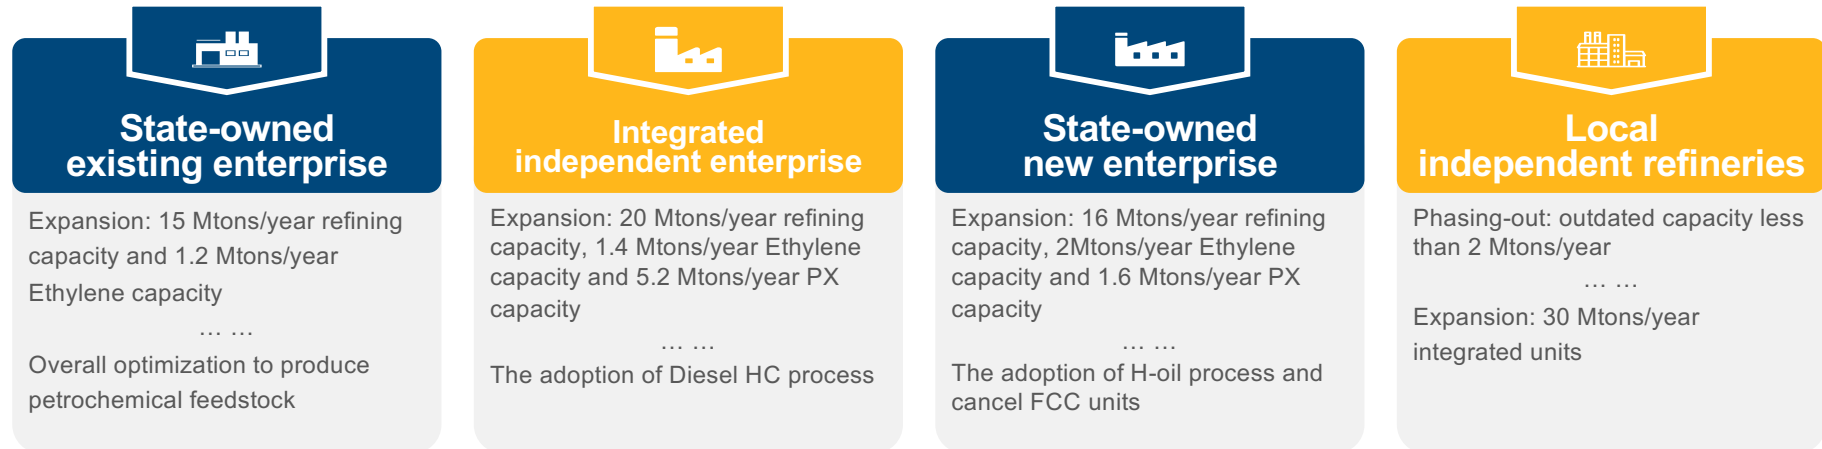 State-owned
existing enterprise
Expansion: 15 Mtons/year refining
capacity and 1.2 Mtons/year
Ethylene capacity
… …
Overall optimization to produce
petrochemical feedstock
Integrated
independent enterprise
Expansion: 20 Mtons/year refining
capacity, 1.4 Mtons/year Ethylene
capacity and 5.2 Mtons/year PX
capacity
… …
The adoption of Diesel HC process
State-owned
new enterprise
Expansion: 16 Mtons/year refining
capacity, 2Mtons/year Ethylene
capacity and 1.6 Mtons/year PX
capacity
… …
The adoption of H-oil process and
cancel FCC units
Local
independent refineries
Phasing-out: outdated capacity less
than 2 Mtons/year
… …
Expansion: 30 Mtons/year
integrated units